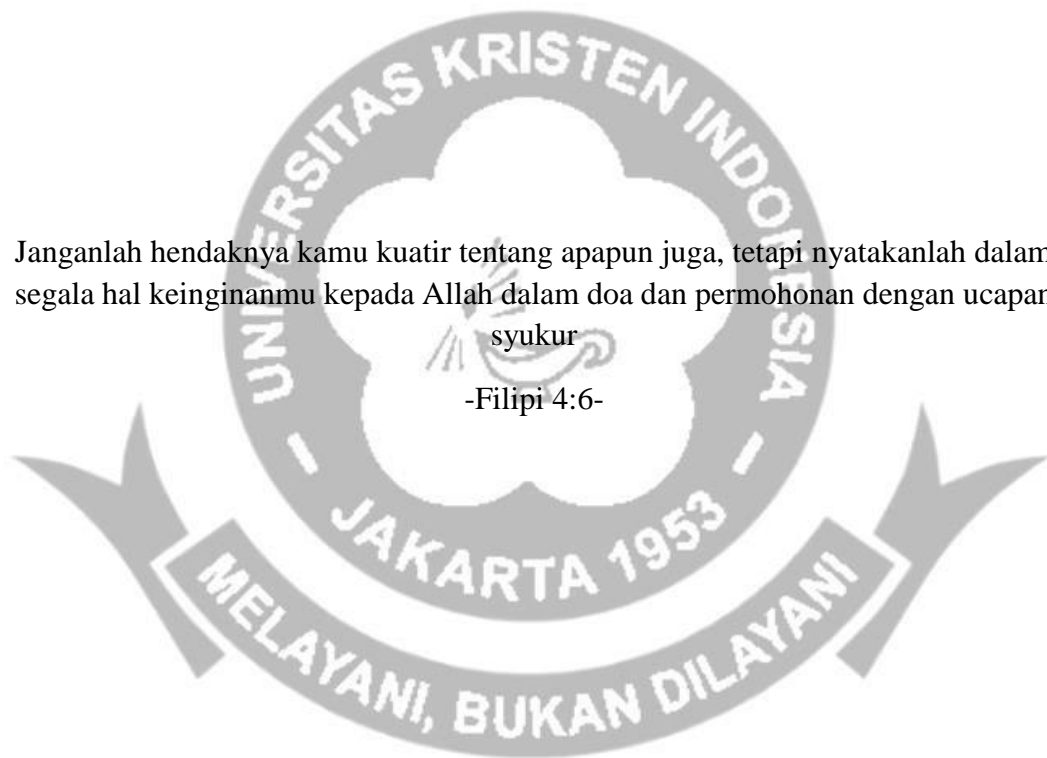 UNIVERSITAS KRISTEN INDONESIA
Janganlah hendaknya kamu kuatir tentang apapun juga, tetapi nyatakanlah dalam
segala hal keinginanmu kepada Allah dalam doa dan permohonan dengan ucapan
syukur
-Filipi 4:6-
- JAKARTA 1953 -
MELAYANI, BUKAN DILAYANI